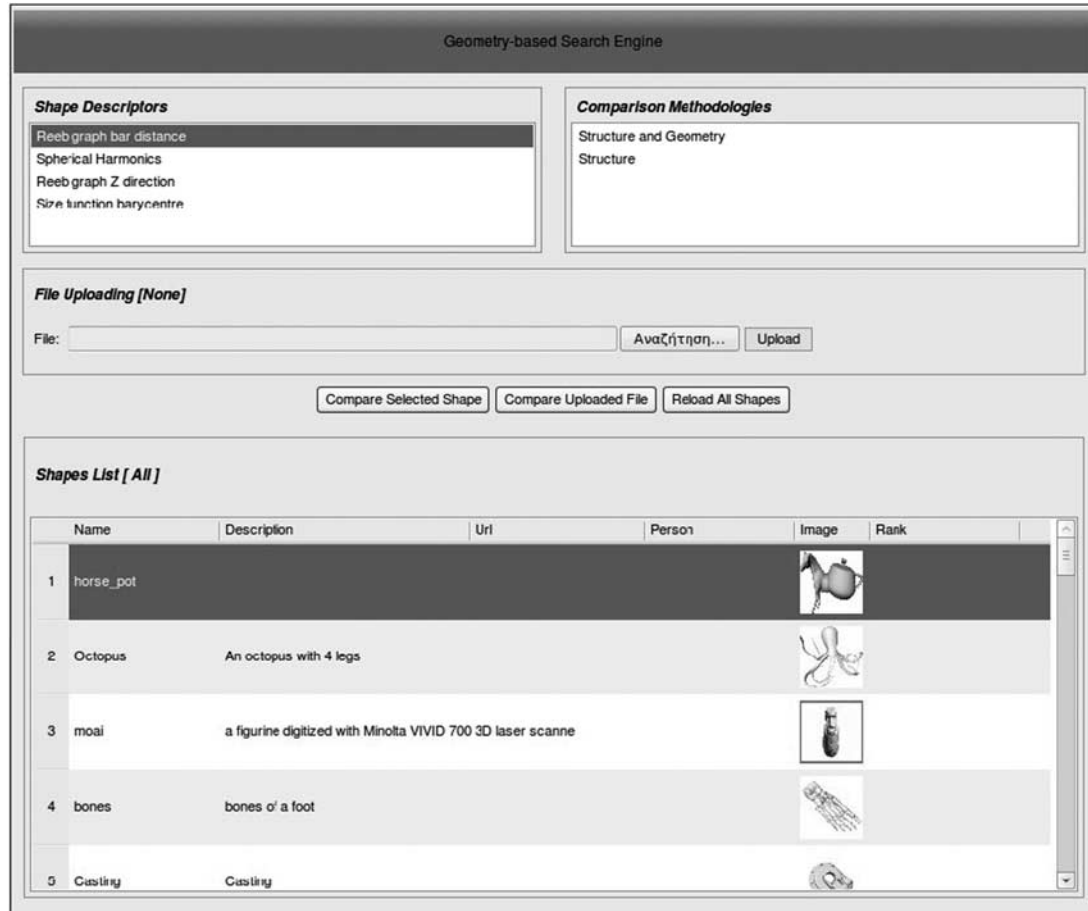 Geometry-based Search Engine
Shape Descriptors
Reeb graph bar distance
Spherical Harmonics
Reeb graph Z direction
Size function barycentre
Comparison Methodologies
Structure and Geometry
Structure
File Uploading [None]
File: Αναζήτηση... Upload
Compare Selected Shape Compare Uploaded File Reload All Shapes
Shapes List [ All ]
Name Description Url Person Image Rank
1 horse_pot
2 Octopus An octopus with 4 legs
3 moai a figurine digitized with Minolta VIVID 700 3D laser scanne
4 bones bones of a foot
5 Casting Casting